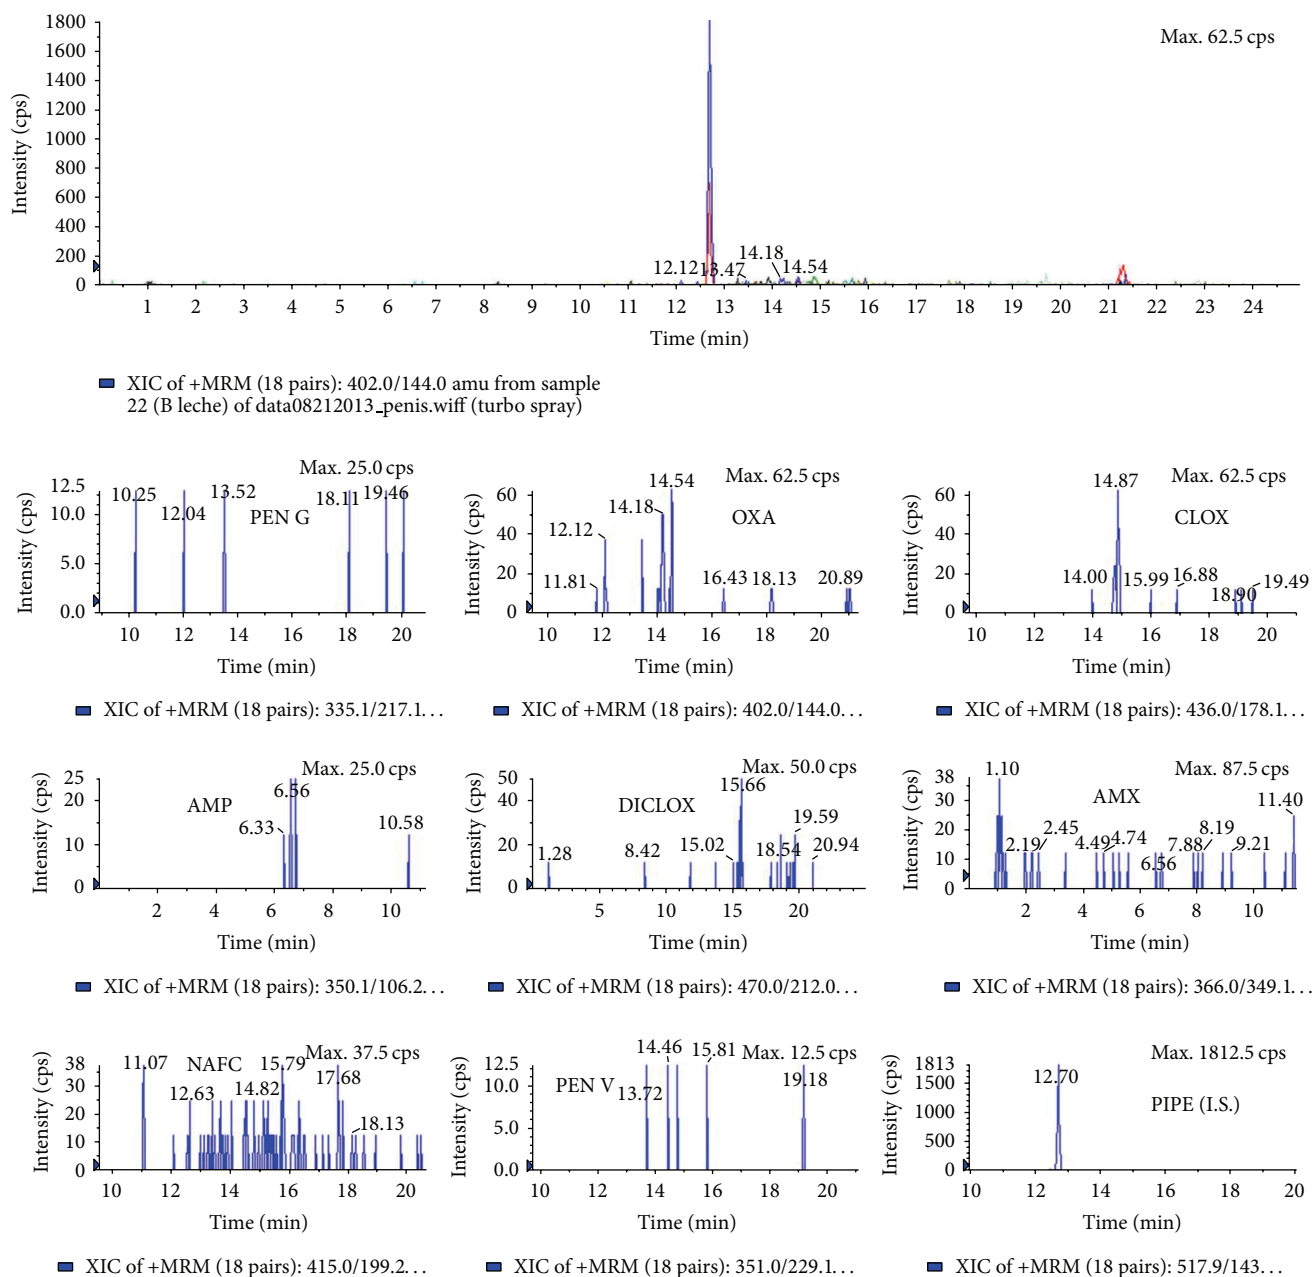 Max. 62.5 cps
Intensity (cps)
1800
1600
1400
1200
1000
800
600
400
200
0
12.12
13.47
14.18
14.54
1 2 3 4 5 6 7 8 9 10 11 12 13 14 15 16 17 18 19 20 21 22 23 24
Time (min)
XIC of +MRM (18 pairs): 402.0/144.0 amu from sample
22 (B leche) of data08212013_penis.wiff (turbo spray)
Max. 25.0 cps
PEN G
Intensity (cps)
12.5
10.0
5.0
0.0
10.25
12.04
13.52
18.11
19.46
10 12 14 16 18 20
Time (min)
XIC of +MRM (18 pairs): 335.1/217.1...
Max. 62.5 cps
OXA
Intensity (cps)
60
40
20
0
11.81
12.12
14.18
14.54
16.43
18.13
20.89
10 12 14 16 18 20
Time (min)
XIC of +MRM (18 pairs): 402.0/144.0...
Max. 62.5 cps
CLOX
Intensity (cps)
60
40
20
0
14.00
14.87
15.99
16.88
18.90
19.49
10 12 14 16 18 20
Time (min)
XIC of +MRM (18 pairs): 436.0/178.1...
Max. 25.0 cps
AMP
Intensity (cps)
25
20
10
0
6.33
6.56
10.58
2 4 6 8 10
Time (min)
XIC of +MRM (18 pairs): 350.1/106.2...
Max. 50.0 cps
DICLOX
Intensity (cps)
50
40
20
0
1.28
8.42
15.02
15.66
18.54
19.59
20.94
5 10 15 20
Time (min)
XIC of +MRM (18 pairs): 470.0/212.0...
Max. 87.5 cps
AMX
Intensity (cps)
38
30
20
10
0
1.10
2.19
2.45
4.49
4.74
6.56
7.88
8.19
9.21
11.40
2 4 6 8 10
Time (min)
XIC of +MRM (18 pairs): 366.0/349.1...
Max. 37.5 cps
NAFC
Intensity (cps)
38
30
20
10
0
11.07
12.63
14.82
15.79
17.68
18.13
10 12 14 16 18 20
Time (min)
XIC of +MRM (18 pairs): 415.0/199.2...
Max. 12.5 cps
PEN V
Intensity (cps)
12.5
10.0
5.0
0.0
13.72
14.46
15.81
19.18
10 12 14 16 18 20
Time (min)
XIC of +MRM (18 pairs): 351.0/229.1...
Max. 1812.5 cps
PIPE (I.S.)
Intensity (cps)
1813
1500
1000
500
0
12.70
10 12 14 16 18 20
Time (min)
XIC of +MRM (18 pairs): 517.9/143...